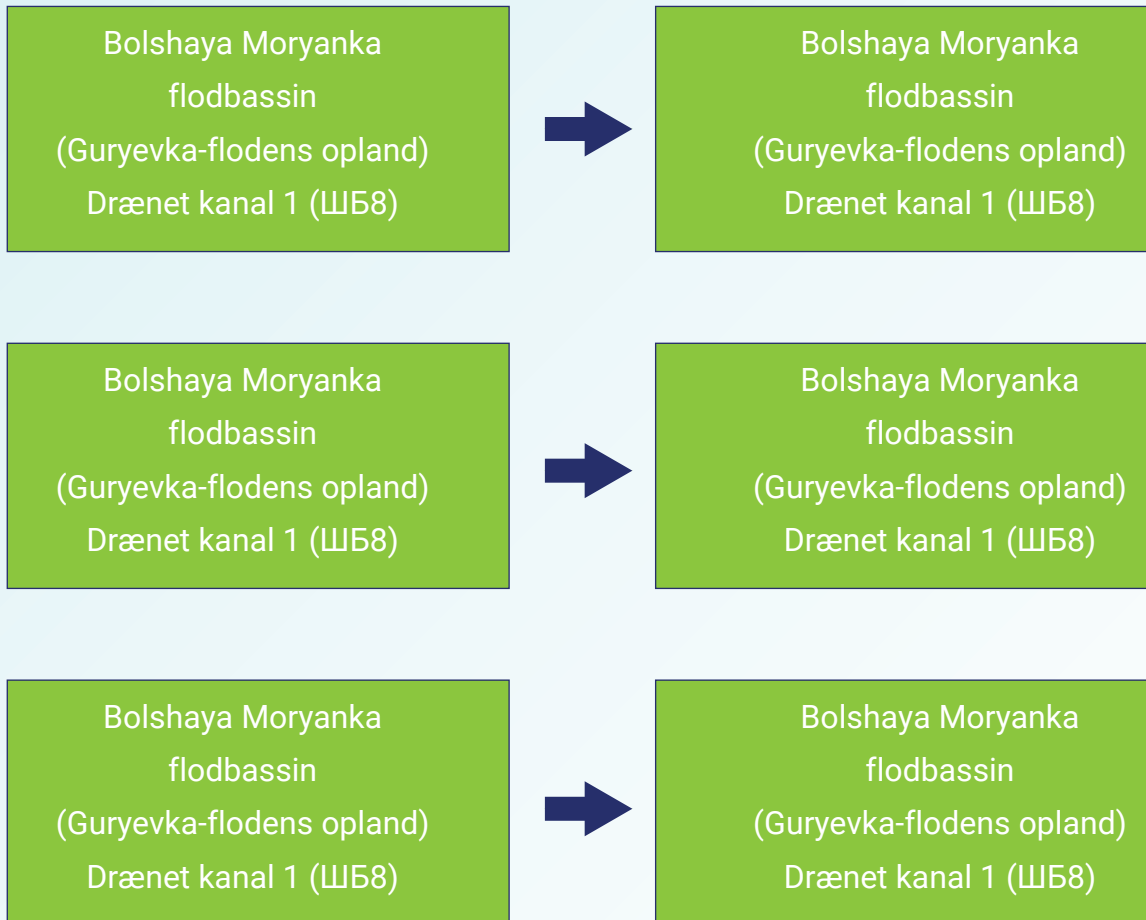 Bolshaya Moryanka
flodbassin
(Guryevka-flodens opland)
Drænet kanal 1 (ШБ8)
Bolshaya Moryanka
flodbassin
(Guryevka-flodens opland)
Drænet kanal 1 (ШБ8)
Bolshaya Moryanka
flodbassin
(Guryevka-flodens opland)
Drænet kanal 1 (ШБ8)
Bolshaya Moryanka
flodbassin
(Guryevka-flodens opland)
Drænet kanal 1 (ШБ8)
Bolshaya Moryanka
flodbassin
(Guryevka-flodens opland)
Drænet kanal 1 (ШБ8)
Bolshaya Moryanka
flodbassin
(Guryevka-flodens opland)
Drænet kanal 1 (ШБ8)